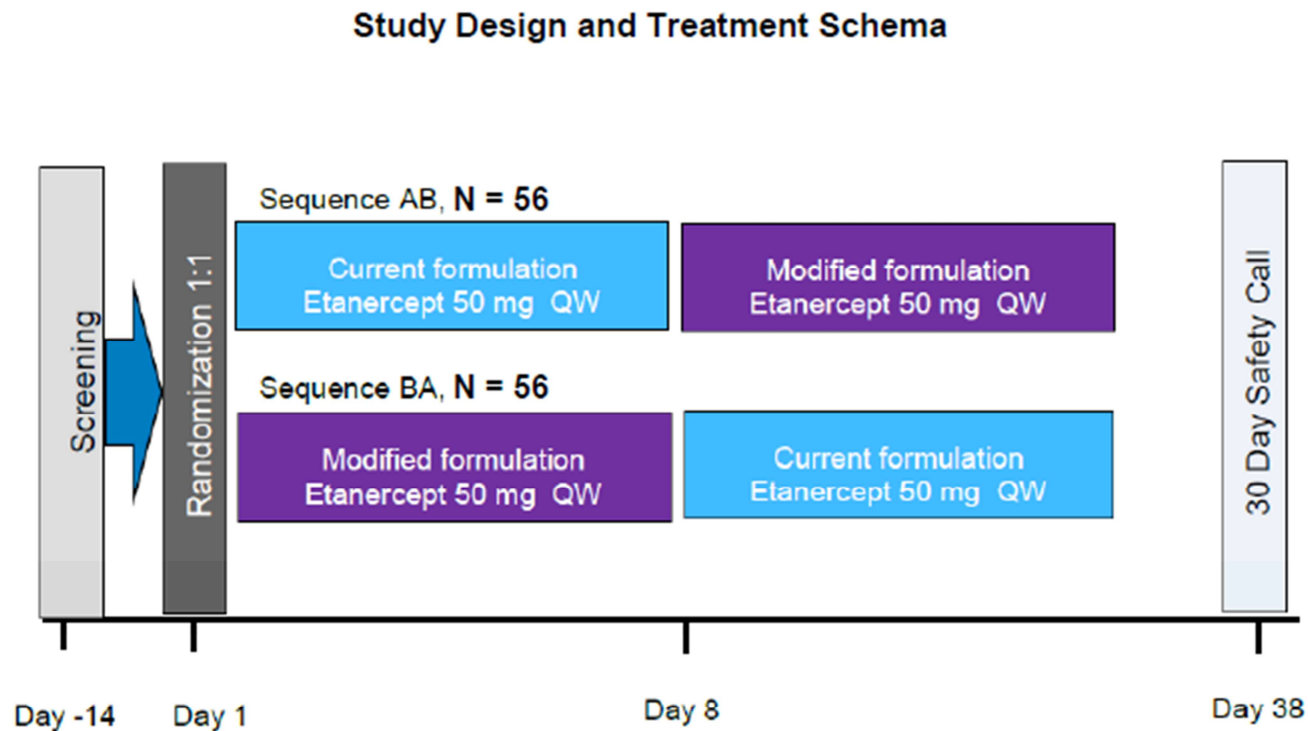 Study Design and Treatment Schema
Screening
Randomization 1:1
Sequence AB, N = 56
Current formulation
Etanercept 50 mg QW
Modified formulation
Etanercept 50 mg QW
Sequence BA, N = 56
Modified formulation
Etanercept 50 mg QW
Current formulation
Etanercept 50 mg QW
30 Day Safety Call
Day -14
Day 1
Day 8
Day 38